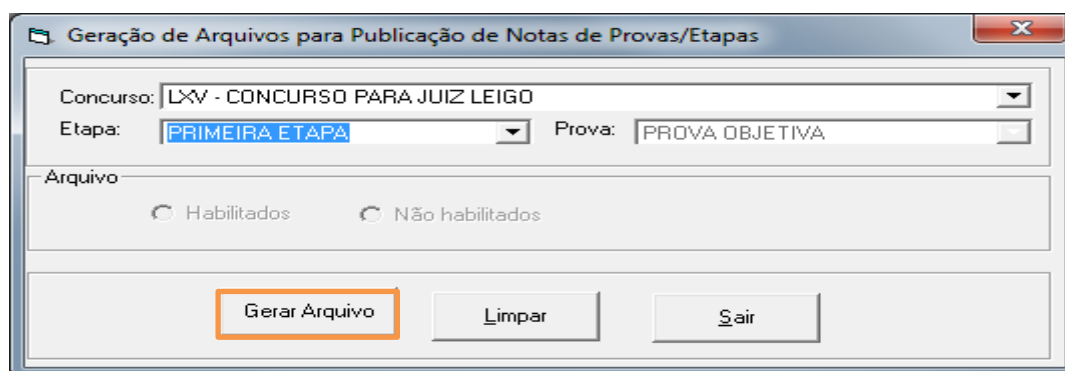 Geração de Arquivos para Publicação de Notas de Provas/Etapas
Concurso: LXV - CONCURSO PARA JUIZ LEIGO
Etapa: PRIMEIRA ETAPA Prova: PROVA OBJETIVA
Arquivo
Habilitados Não habilitados
Gerar Arquivo Limpar Sair